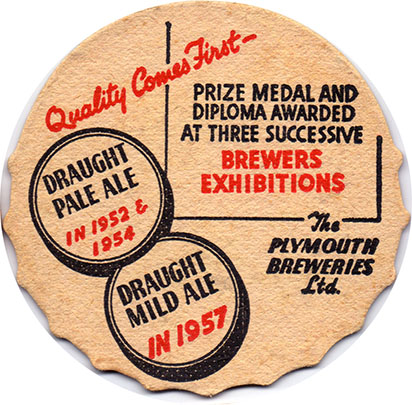 Quality Comes First-
PRIZE MEDAL AND
DIPLOMA AWARDED
AT THREE SUCCESSIVE
BREWERS
EXHIBITIONS
DRAUGHT
PALE ALE
IN 1952 &
1954
DRAUGHT
MILD ALE
IN 1957
The
PLYMOUTH
BREWERIES
Ltd.